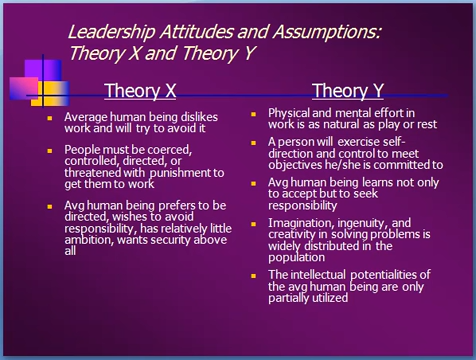 Leadership Attitudes and Assumptions:
Theory X and Theory Y
Theory X
Average human being dislikes
work and will try to avoid it
People must be coerced,
controlled, directed, or
threatened with punishment to
get them to work
Avg human being prefers to be
directed, wishes to avoid
responsibility, has relatively little
ambition, wants security above
all
Theory Y
Physical and mental effort in
work is as natural as play or rest
A person will exercise self-
direction and control to meet
objectives he/she is committed to
Avg human being learns not only
to accept but to seek
responsibility
Imagination, ingenuity, and
creativity in solving problems is
widely distributed in the
population
The intellectual potentialities of
the avg human being are only
partially utilized